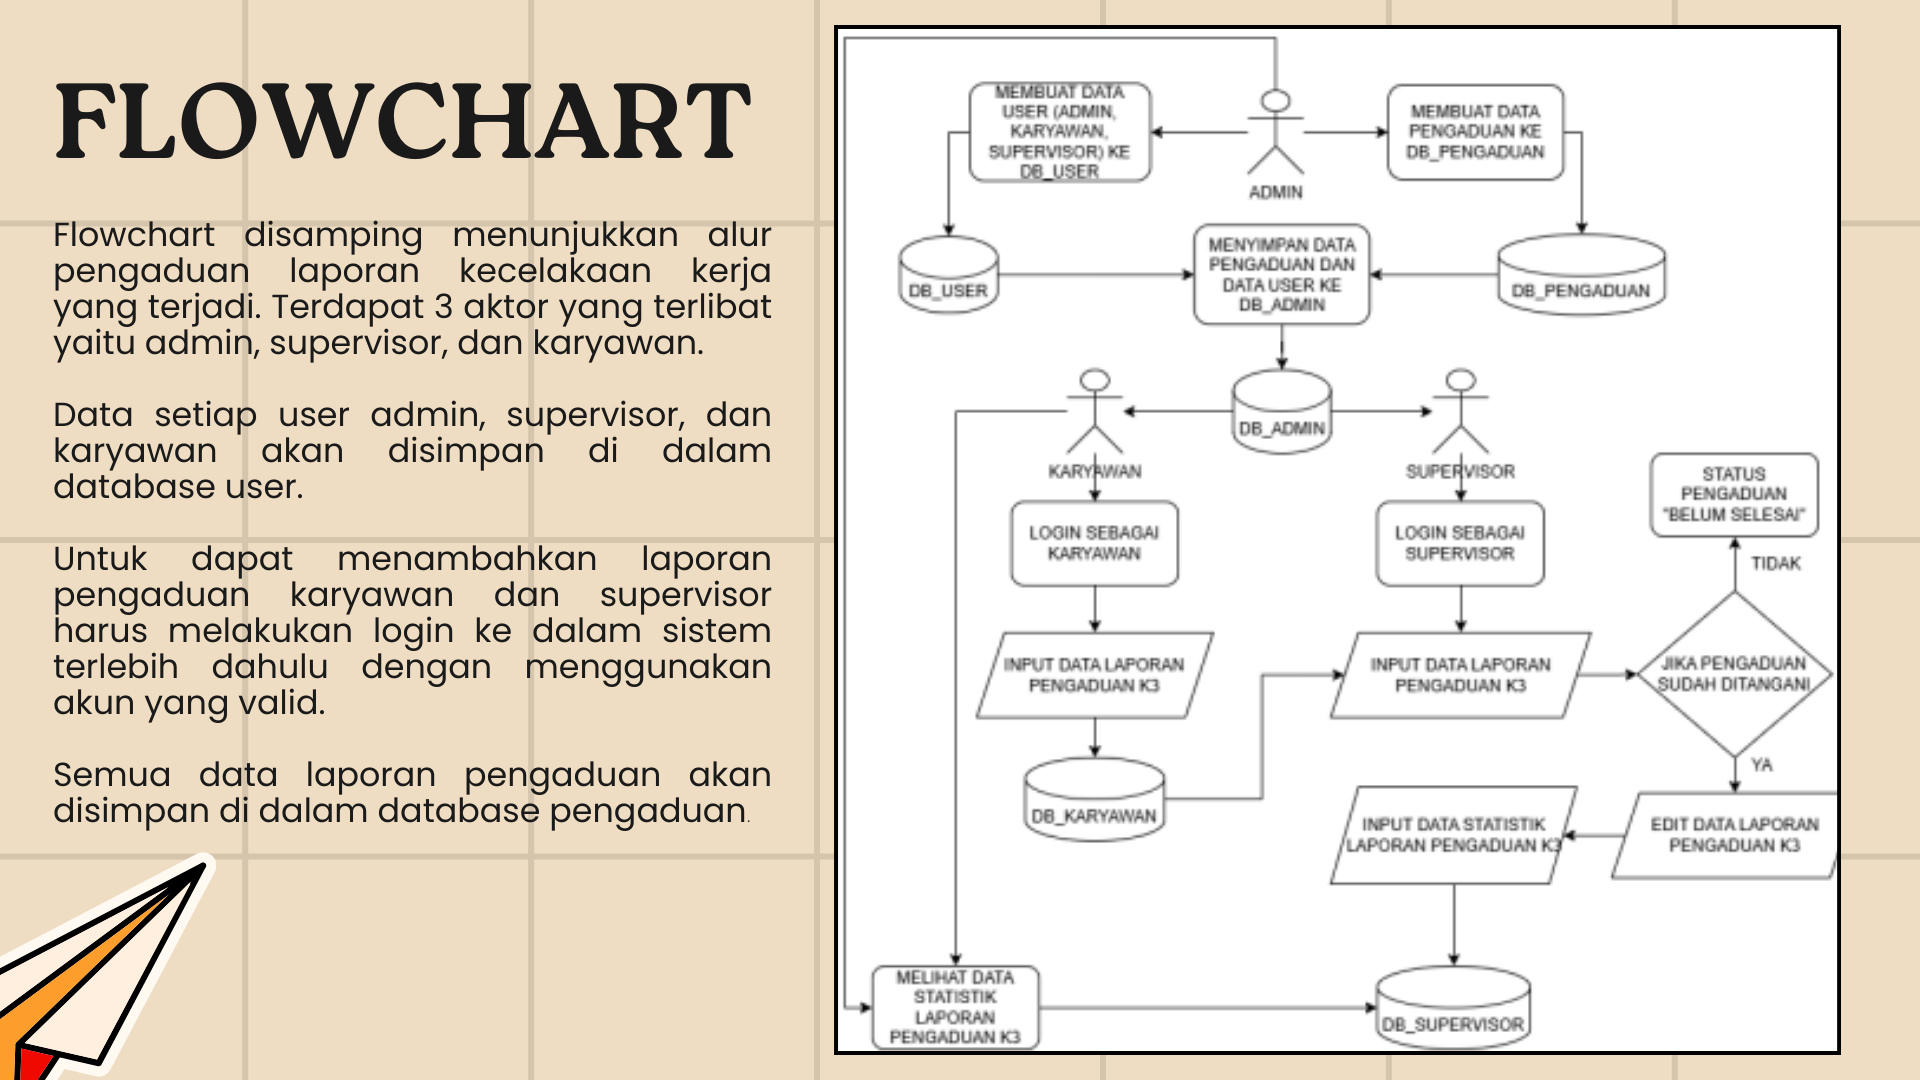 FLOWCHART
Flowchart disamping menunjukkan alur
pengaduan laporan kecelakaan kerja
yang terjadi. Terdapat 3 aktor yang terlibat
yaitu admin, supervisor, dan karyawan.
Data setiap user admin, supervisor, dan
karyawan akan disimpan di dalam
database user.
Untuk dapat menambahkan laporan
pengaduan karyawan dan supervisor
harus melakukan login ke dalam sistem
terlebih dahulu dengan menggunakan
akun yang valid.
Semua data laporan pengaduan akan
disimpan di dalam database pengaduan.
MEMBUAT DATA
USER (ADMIN,
KARYAWAN,
SUPERVISOR) KE
DB_USER
ADMIN
MEMBUAT DATA
PENGADUAN KE
DB_PENGADUAN
DB_USER
MENYIMPAN DATA
PENGADUAN DAN
DATA USER KE
DB_ADMIN
DB_PENGADUAN
DB_ADMIN
KARYAWAN
SUPERVISOR
STATUS
PENGADUAN
"BELUM SELESAI"
LOGIN SEBAGAI
KARYAWAN
LOGIN SEBAGAI
SUPERVISOR
TIDAK
INPUT DATA LAPORAN
PENGADUAN K3
INPUT DATA LAPORAN
PENGADUAN K3
JIKA PENGADUAN
SUDAH DITANGANI
YA
DB_KARYAWAN
INPUT DATA STATISTIK
LAPORAN PENGADUAN K3
EDIT DATA LAPORAN
PENGADUAN K3
MELIHAT DATA
STATISTIK
LAPORAN
PENGADUAN K3
DB_SUPERVISOR